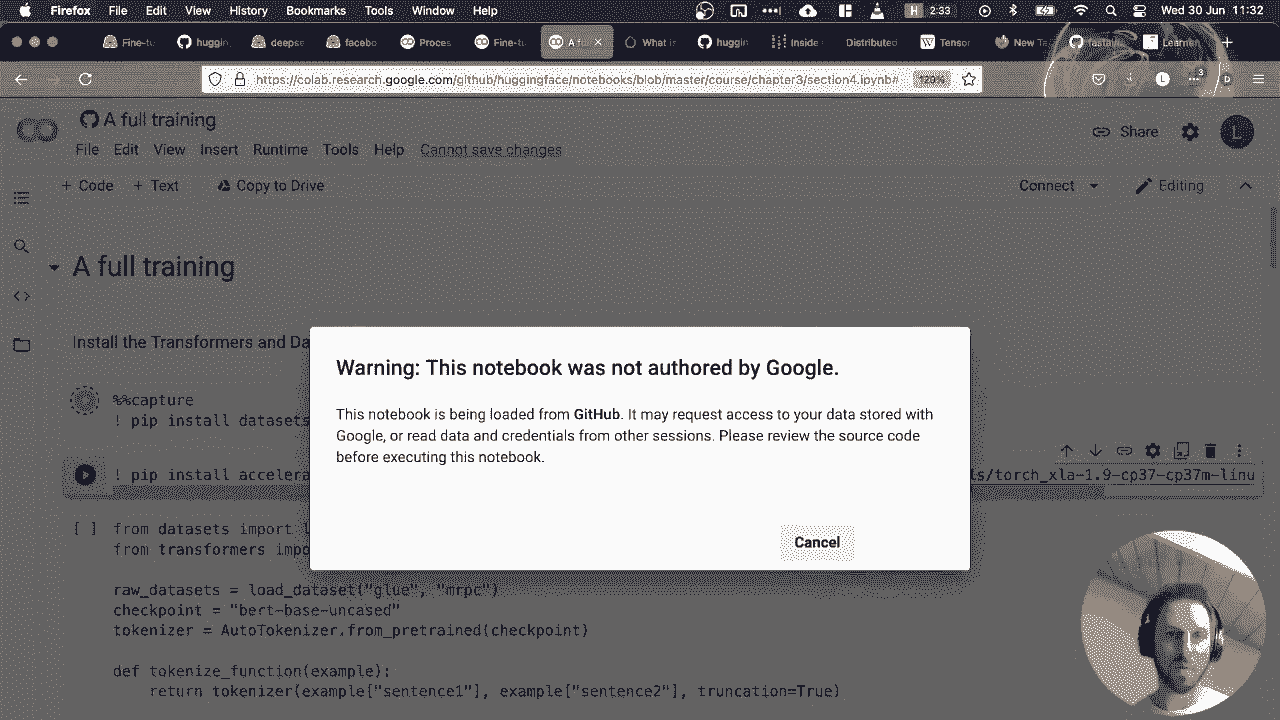 Firefox File Edit View History Bookmarks Tools Window Help 2:33 Wed 30 Jun 11:32
Fine-tu huggin deepse facebo Proces Fine-tu A fu What is huggin Inside Distributed Tensor New Ta Learnin
https://colab.research.google.com/github/huggingface/notebooks/blob/master/course/chapter3/section4.ipynb# 120%
A full training
File Edit View Insert Runtime Tools Help Cannot save changes
Share
L
+ Code + Text Copy to Drive
Connect Editing
A full training
Install the Transformers and Da
%%capture
! pip install datasets
! pip install accelera
ls/torch_xla-1.9-cp37-cp37m-linu
[ ] from datasets import l
from transformers impo
raw_datasets = load_dataset("glue", "mrpc")
checkpoint = "bert-base-uncased"
tokenizer = AutoTokenizer.from_pretrained(checkpoint)
def tokenize_function(example):
return tokenizer(example["sentence1"], example["sentence2"], truncation=True)
Warning: This notebook was not authored by Google.
This notebook is being loaded from GitHub. It may request access to your data stored with
Google, or read data and credentials from other sessions. Please review the source code
before executing this notebook.
Cancel